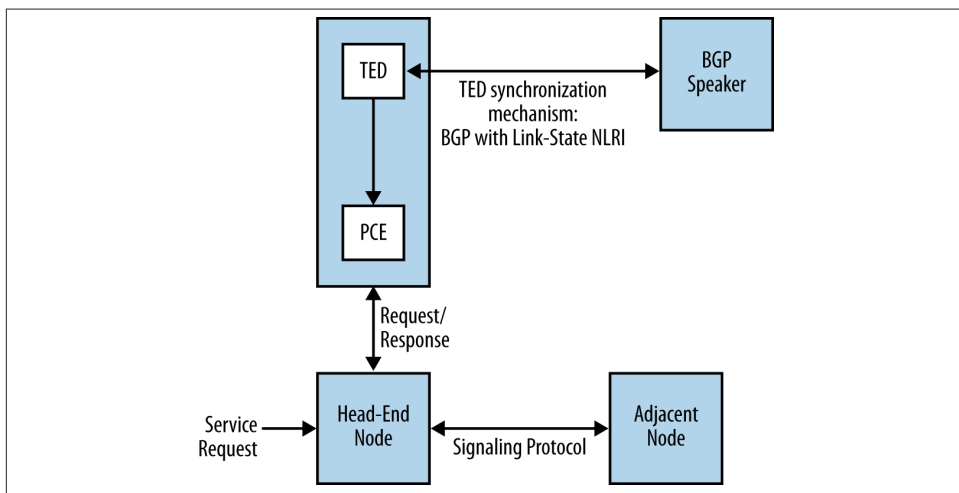 TED
BGP
Speaker
TED synchronization
mechanism:
BGP with Link-State NLRI
PCE
Request/
Response
Service
Request
Head-End
Node
Signaling Protocol
Adjacent
Node